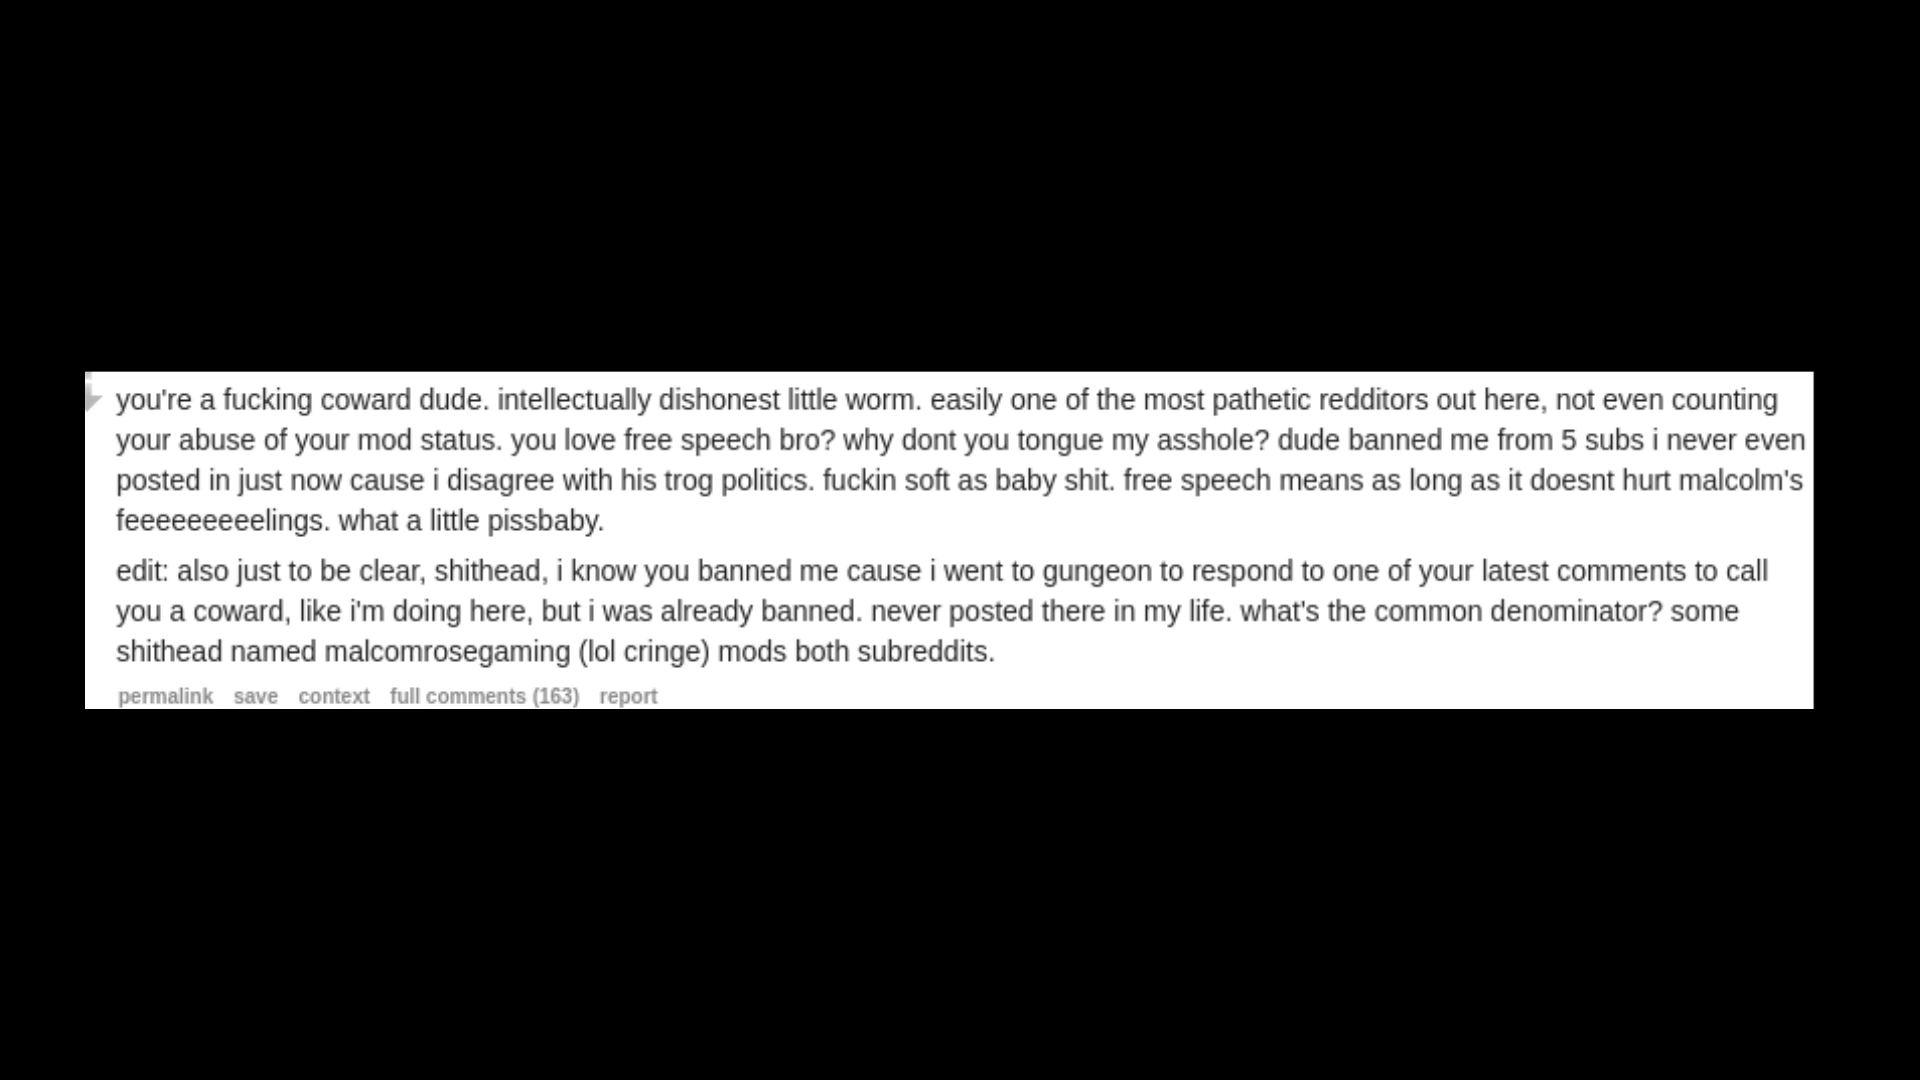 you're a fucking coward dude. intellectually dishonest little worm. easily one of the most pathetic redditors out here, not even counting
your abuse of your mod status. you love free speech bro? why dont you tongue my asshole? dude banned me from 5 subs i never even
posted in just now cause i disagree with his trog politics. fuckin soft as baby shit. free speech means as long as it doesnt hurt malcolm's
feeeeeeeeelings. what a little pissbaby.
edit: also just to be clear, shithead, i know you banned me cause i went to gungeon to respond to one of your latest comments to call
you a coward, like i'm doing here, but i was already banned. never posted there in my life. what's the common denominator? some
shithead named malcomrosegaming (lol cringe) mods both subreddits.
permalink save context full comments (163) report